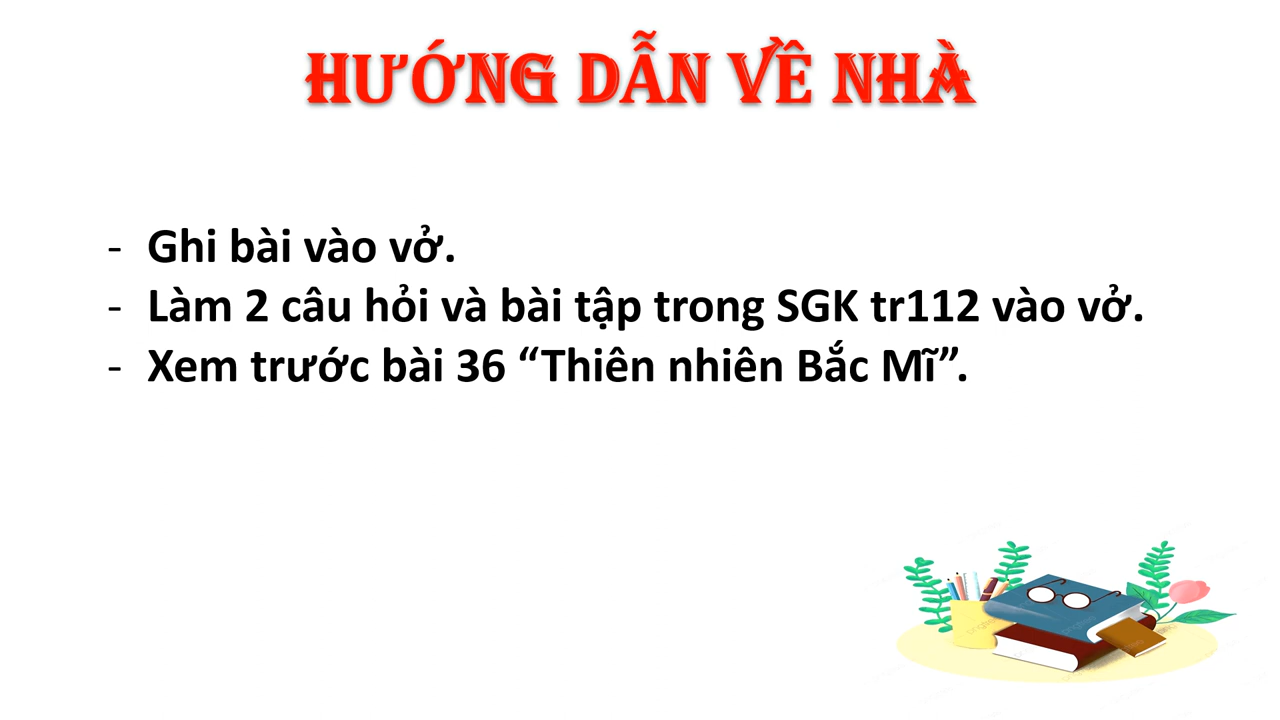 HƯỚNG DẪN VỀ NHÀ
- Ghi bài vào vở.
- Làm 2 câu hỏi và bài tập trong SGK tr112 vào vở.
- Xem trước bài 36 “Thiên nhiên Bắc Mĩ”.